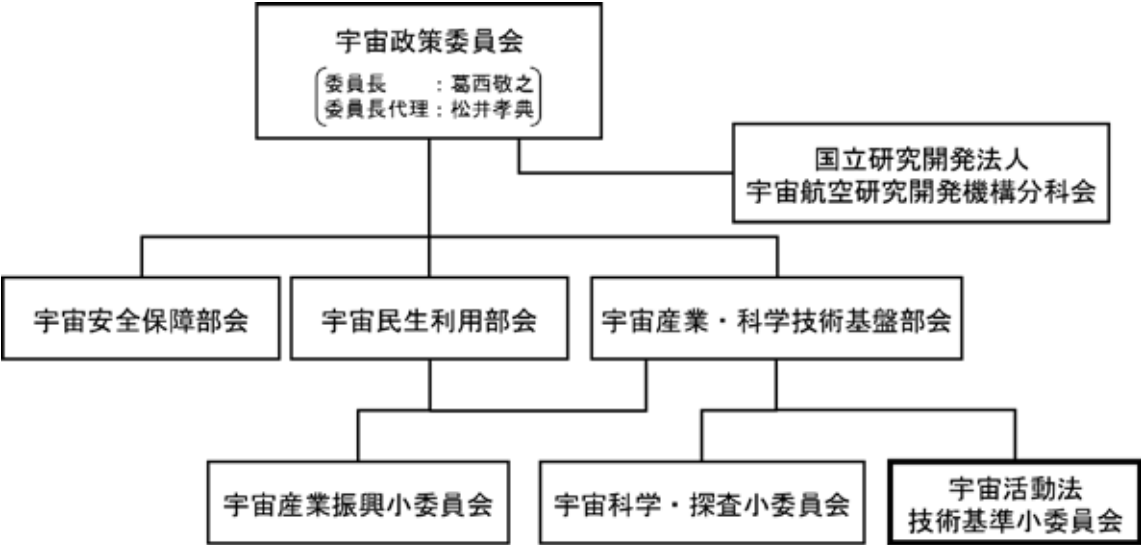 宇宙政策委員会
委員長　　：葛西敬之
委員長代理：松井孝典
国立研究開発法人
宇宙航空研究開発機構分科会
宇宙安全保障部会
宇宙民生利用部会
宇宙産業・科学技術基盤部会
宇宙産業振興小委員会
宇宙科学・探査小委員会
宇宙活動法
技術基準小委員会